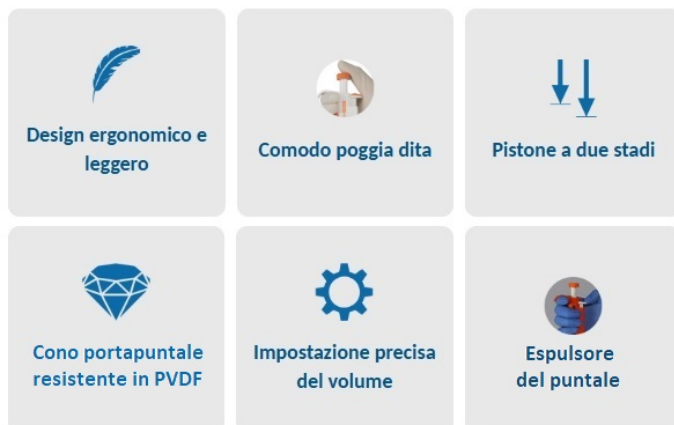 Design ergonomico e
leggero
Comodo poggia dita
Pistone a due stadi
Cono portapuntale
resistente in PVDF
Impostazione precisa
del volume
Espulsore
del puntale